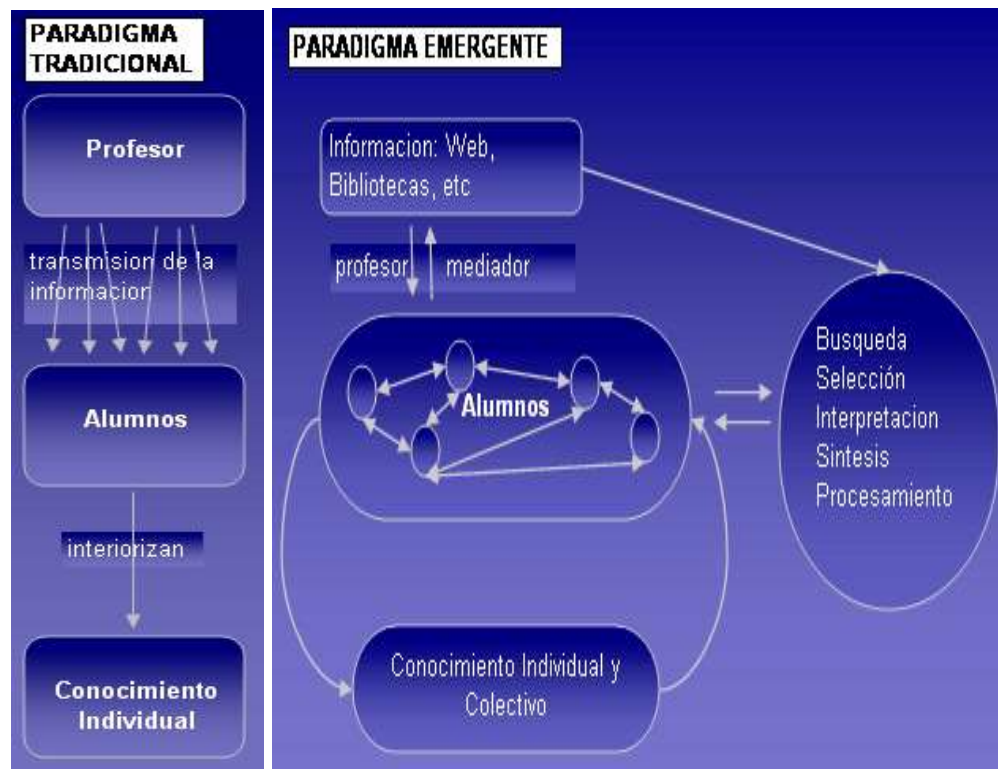 PARADIGMA
TRADICIONAL
Profesor
transmision de la
informacion
Alumnos
interiorizan
Conocimiento
Individual
PARADIGMA EMERGENTE
Informacion: Web,
Bibliotecas, etc
profesor mediador
Alumnos
Busqueda
Selección
Interpretacion
Sintesis
Procesamiento
Conocimiento Individual y
Colectivo